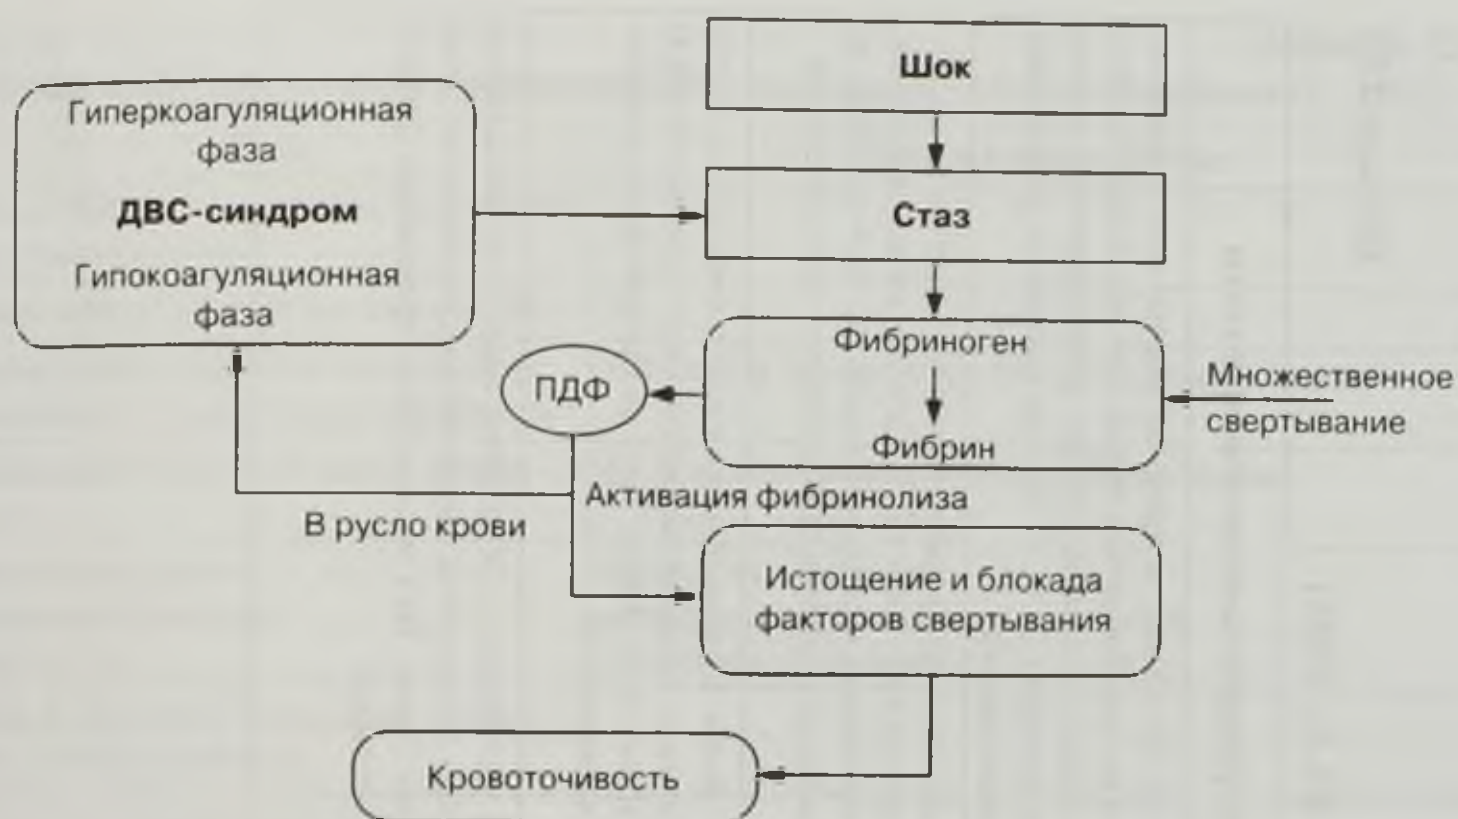 Шок
Гиперкоагуляционная
фаза
ДВС-синдром
Гипокоагуляционная
фаза
Стаз
Фибриноген
Фибрин
Множественное
свертывание
ПДФ
Активация фибринолиза
В русло крови
Истощение и блокада
факторов свертывания
Кровоточивость